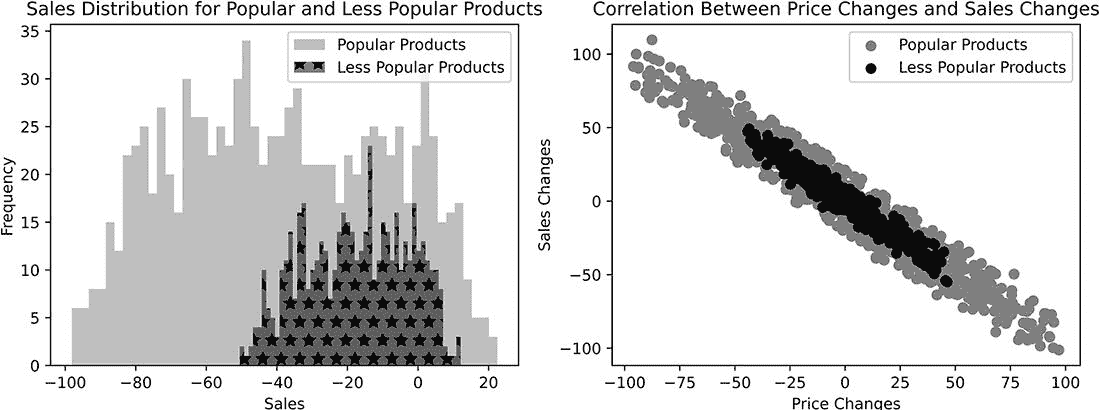 Sales Distribution for Popular and Less Popular Products
35
30
25
20
15
10
5
0
Frequency
Popular Products
Less Popular Products
−100 −80 −60 −40 −20 0 20
Sales
Correlation Between Price Changes and Sales Changes
100
50
0
−50
−100
Sales Changes
Popular Products
Less Popular Products
−100 −75 −50 −25 0 25 50 75 100
Price Changes